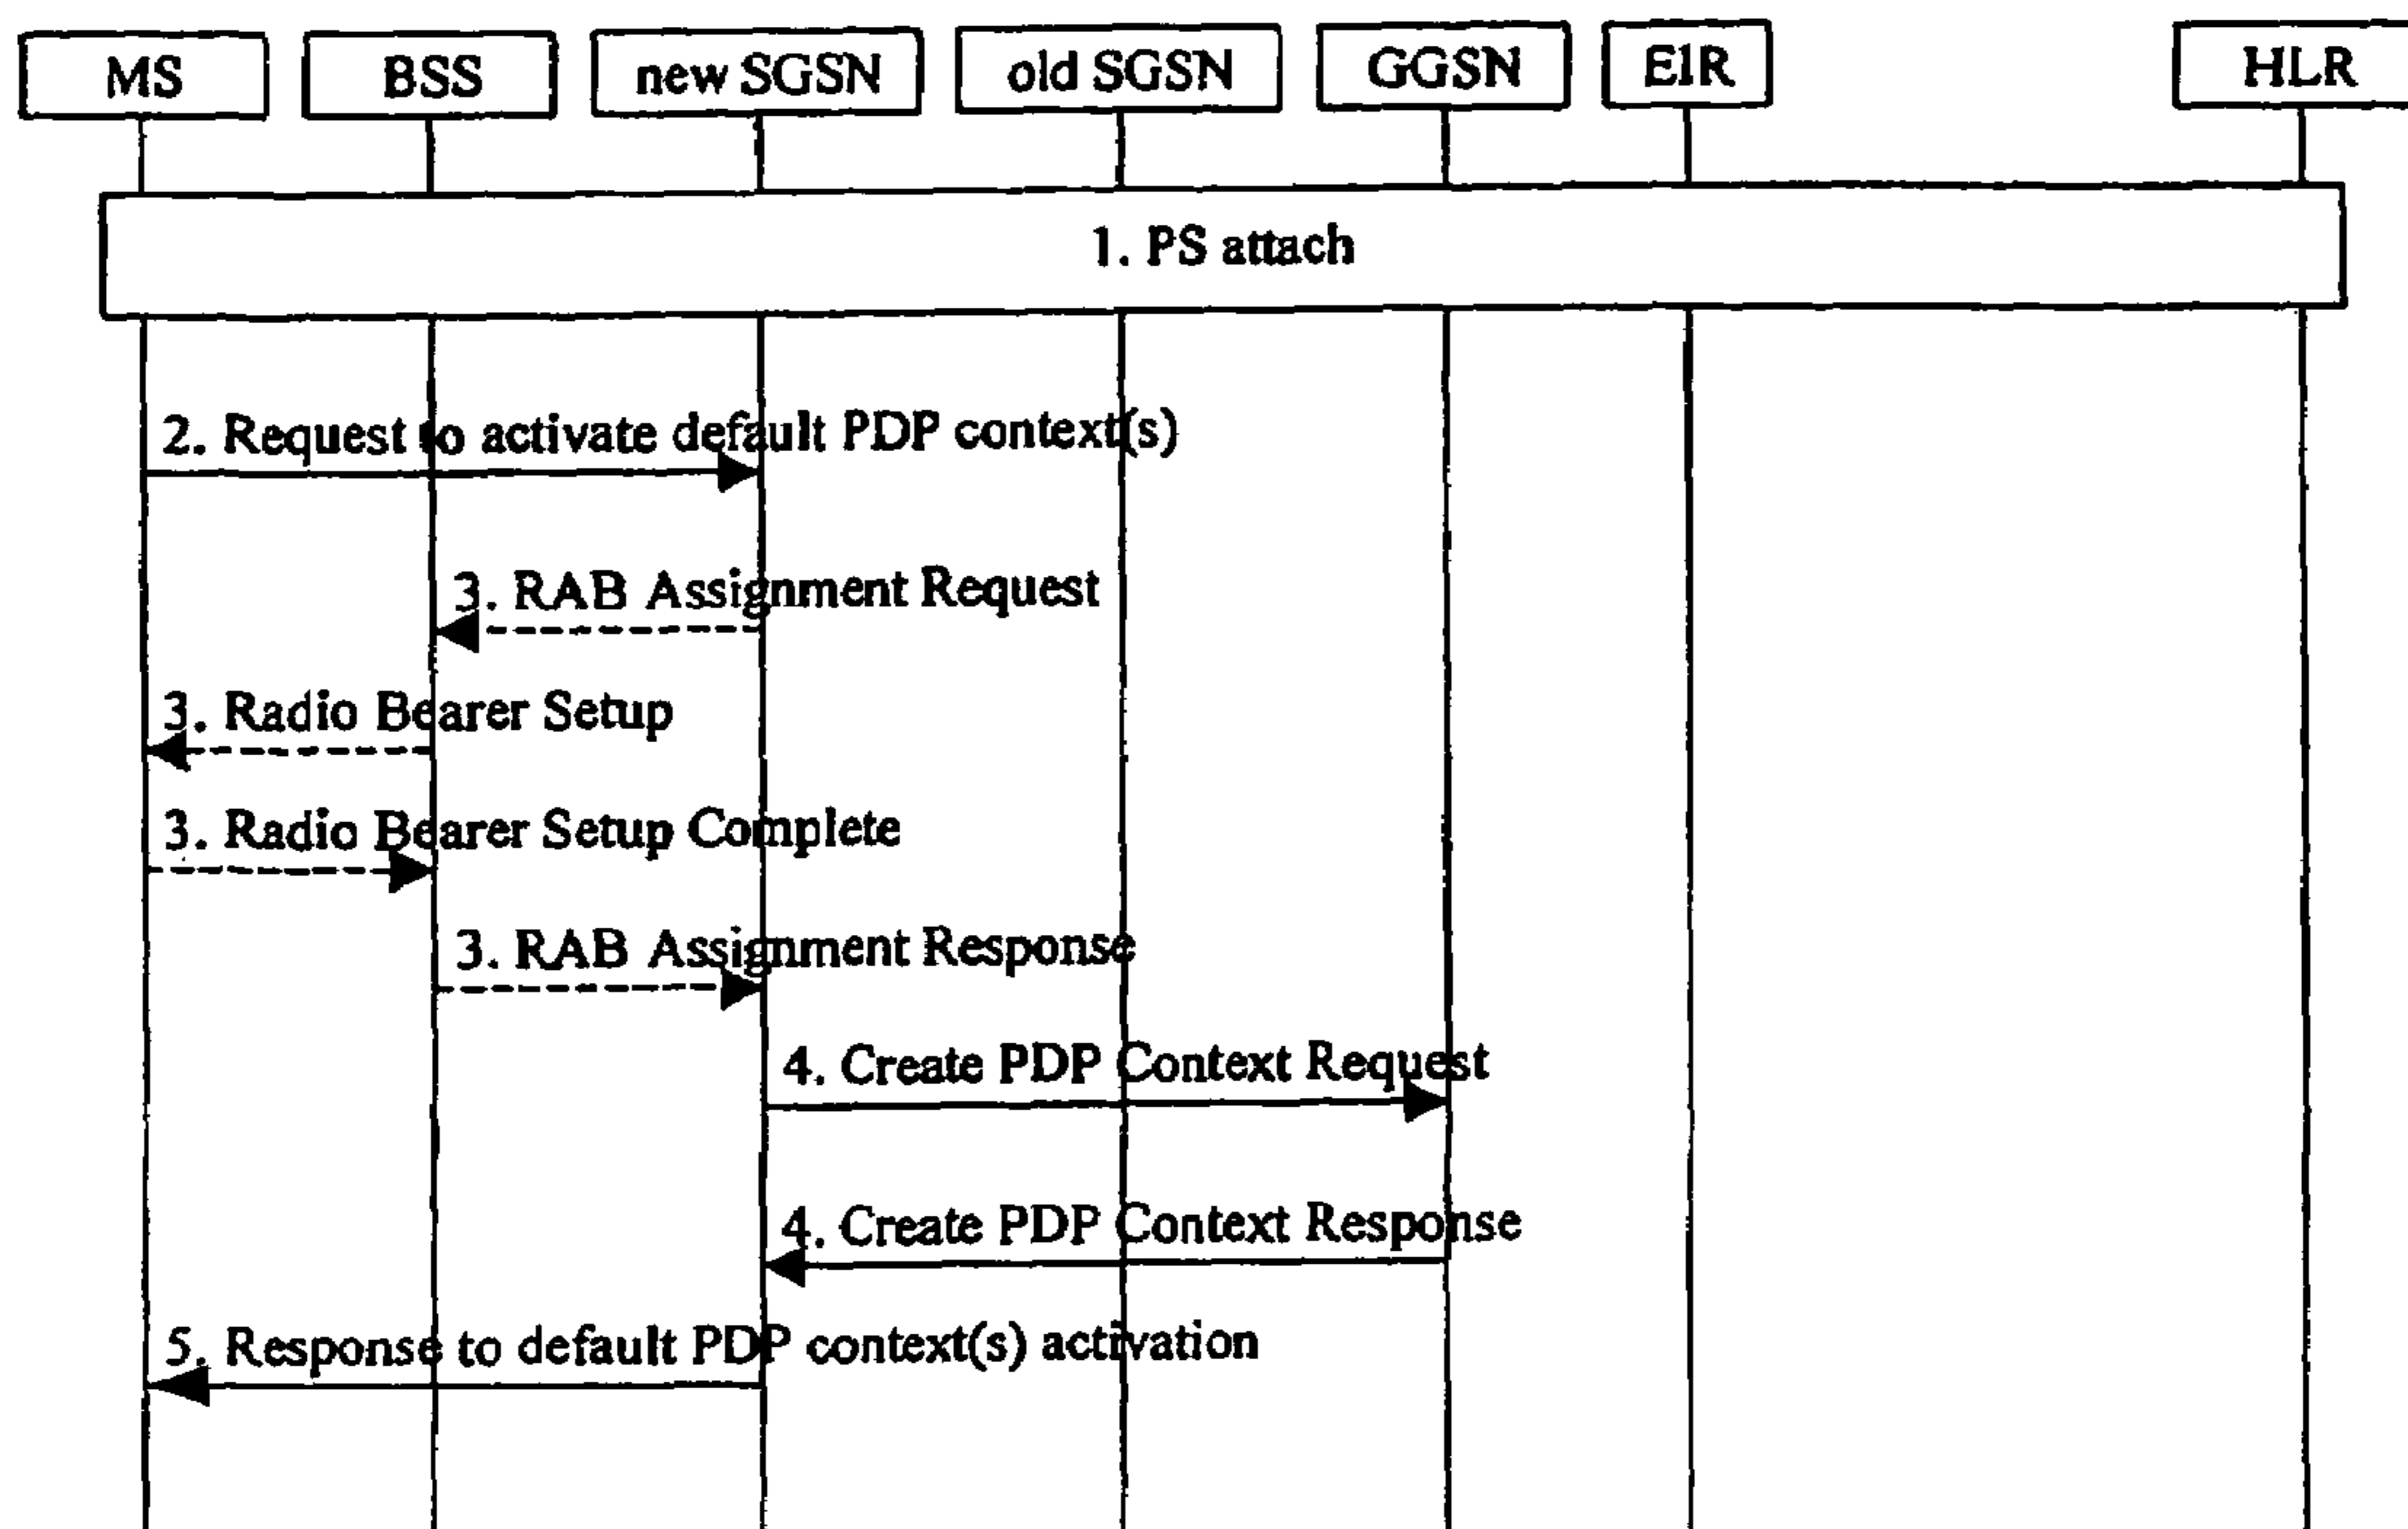 MS
BSS
new SGSN
old SGSN
GGSN
EIR
HLR
1. PS attach
2. Request to activate default PDP context(s)
3. RAB Assignment Request
3. Radio Bearer Setup
3. Radio Bearer Setup Complete
3. RAB Assignment Response
4. Create PDP Context Request
4. Create PDP Context Response
5. Response to default PDP context(s) activation